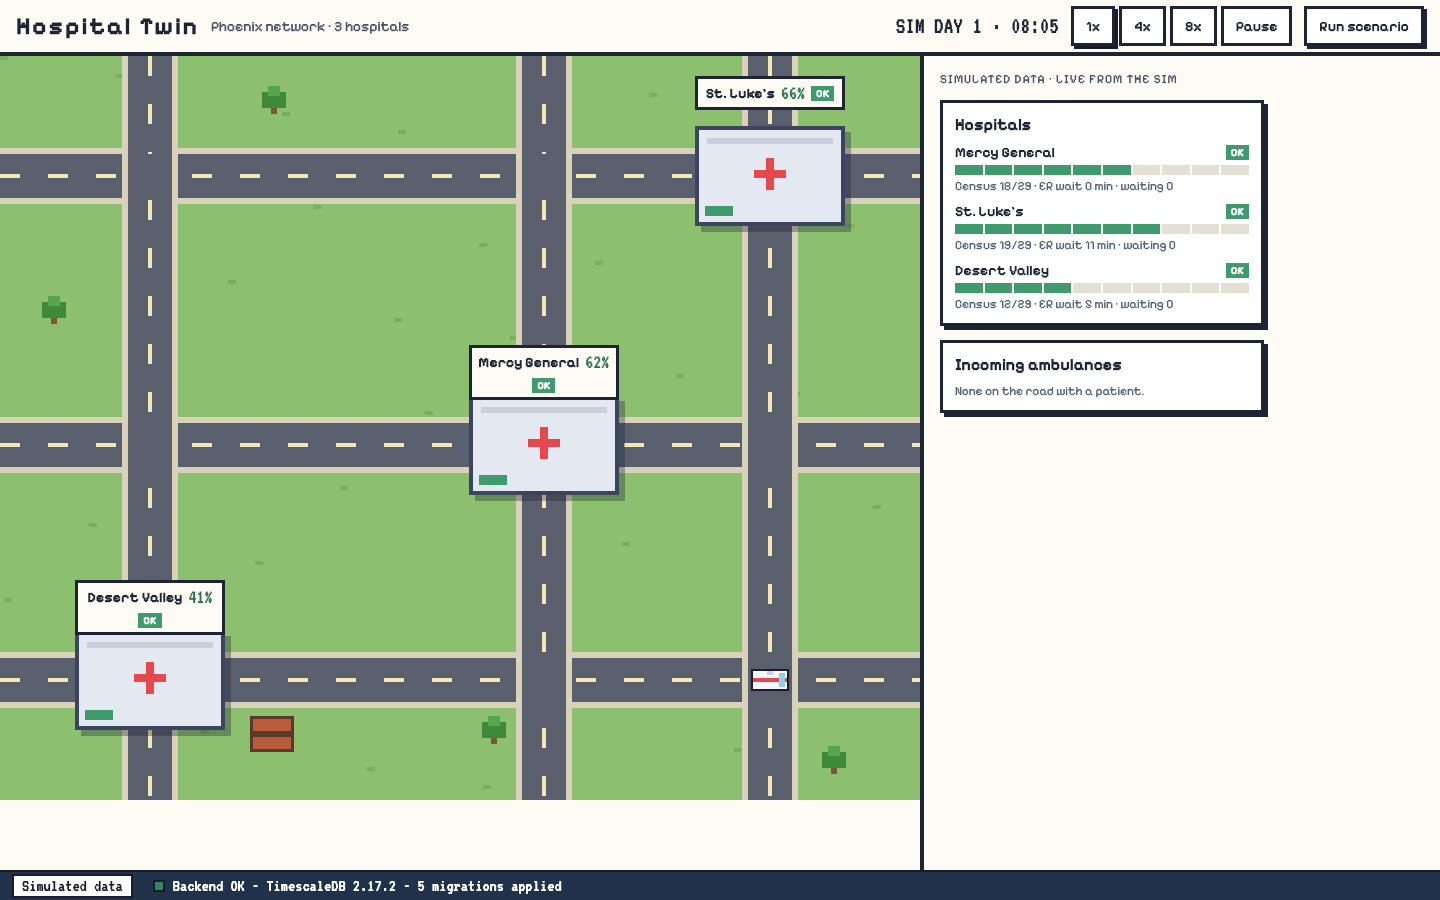 Hospital Twin
Phoenix network · 3 hospitals
SIM DAY 1 · 08:05
1x
4x
8x
Pause
Run scenario
St. Luke's 66% OK
Mercy General 62%
OK
Desert Valley 41%
OK
SIMULATED DATA · LIVE FROM THE SIM
Hospitals
Mercy General OK
Census 18/29 · ER wait 0 min · waiting 0
St. Luke's OK
Census 19/29 · ER wait 11 min · waiting 0
Desert Valley OK
Census 12/29 · ER wait 2 min · waiting 0
Incoming ambulances
None on the road with a patient.
Simulated data
Backend OK - TimescaleDB 2.17.2 - 5 migrations applied